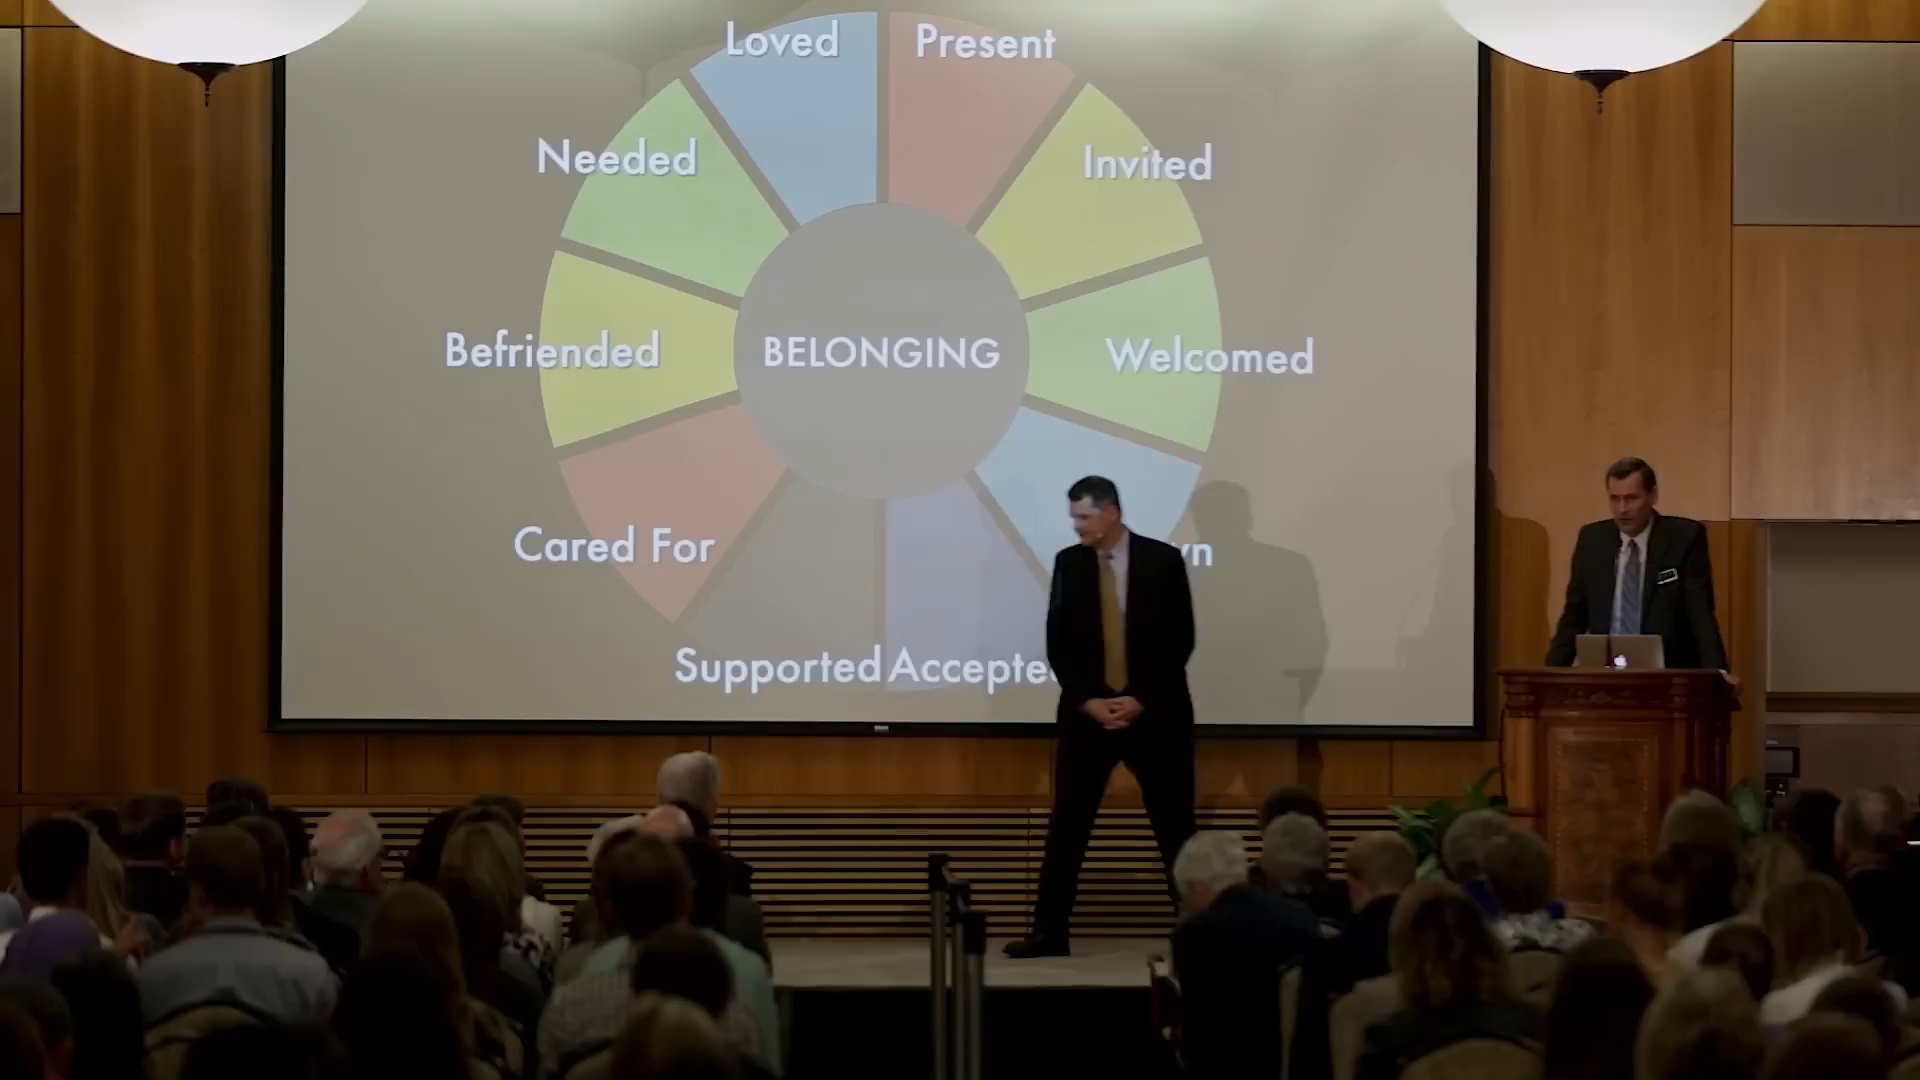 Loved
Present
Needed
Invited
Befriended
BELONGING
Welcomed
Cared For
Supported